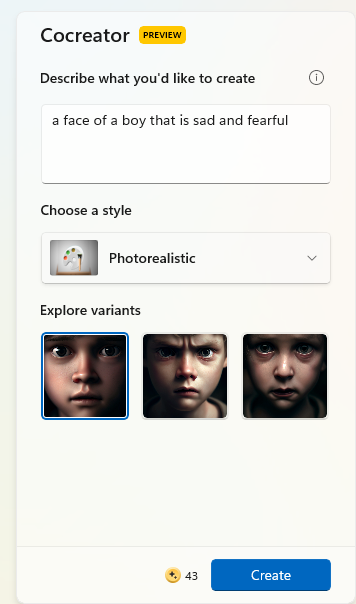 Cocreator PREVIEW
Describe what you'd like to create
a face of a boy that is sad and fearful
Choose a style
Photorealistic
Explore variants
43 Create